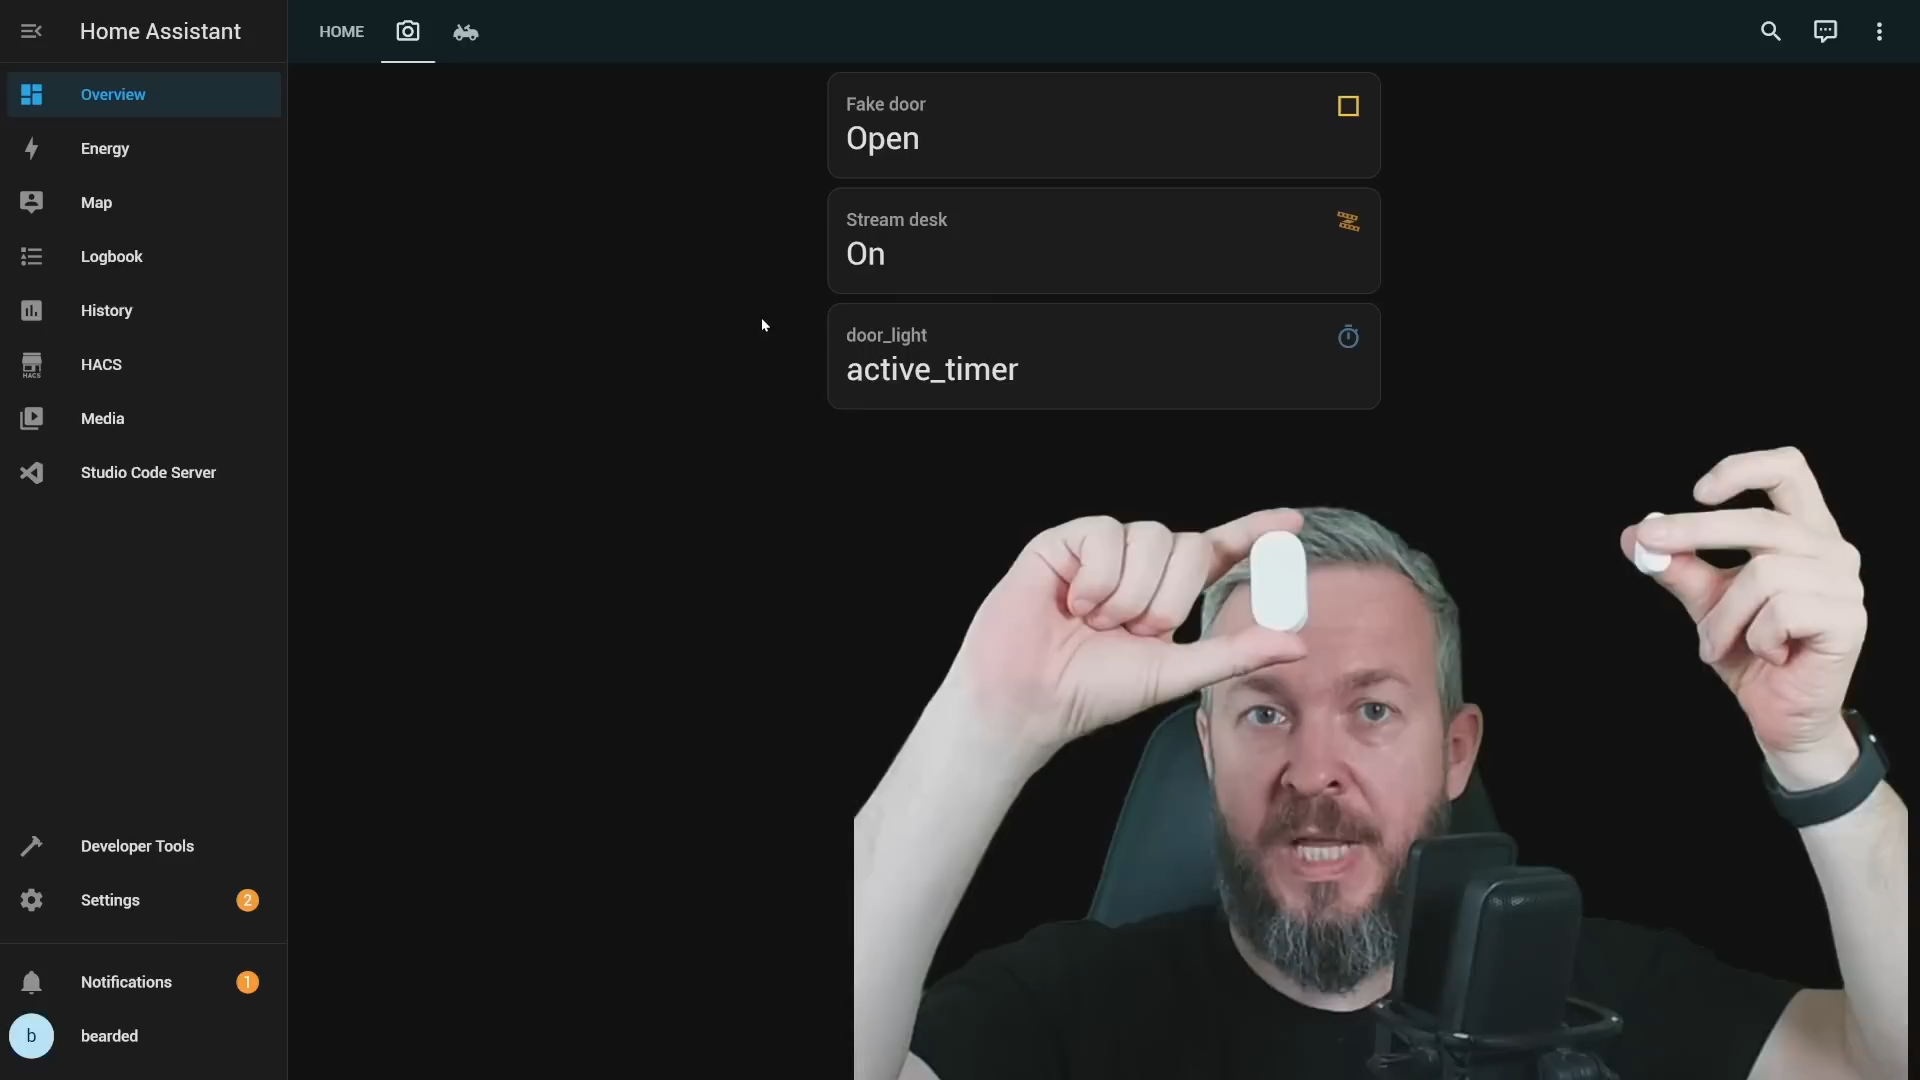 Home Assistant
HOME
Overview
Energy
Map
Logbook
History
HACS
HACS
Media
Studio Code Server
Developer Tools
Settings
2
Notifications
1
b
bearded
Fake door
Open
Stream desk
On
door_light
active_timer